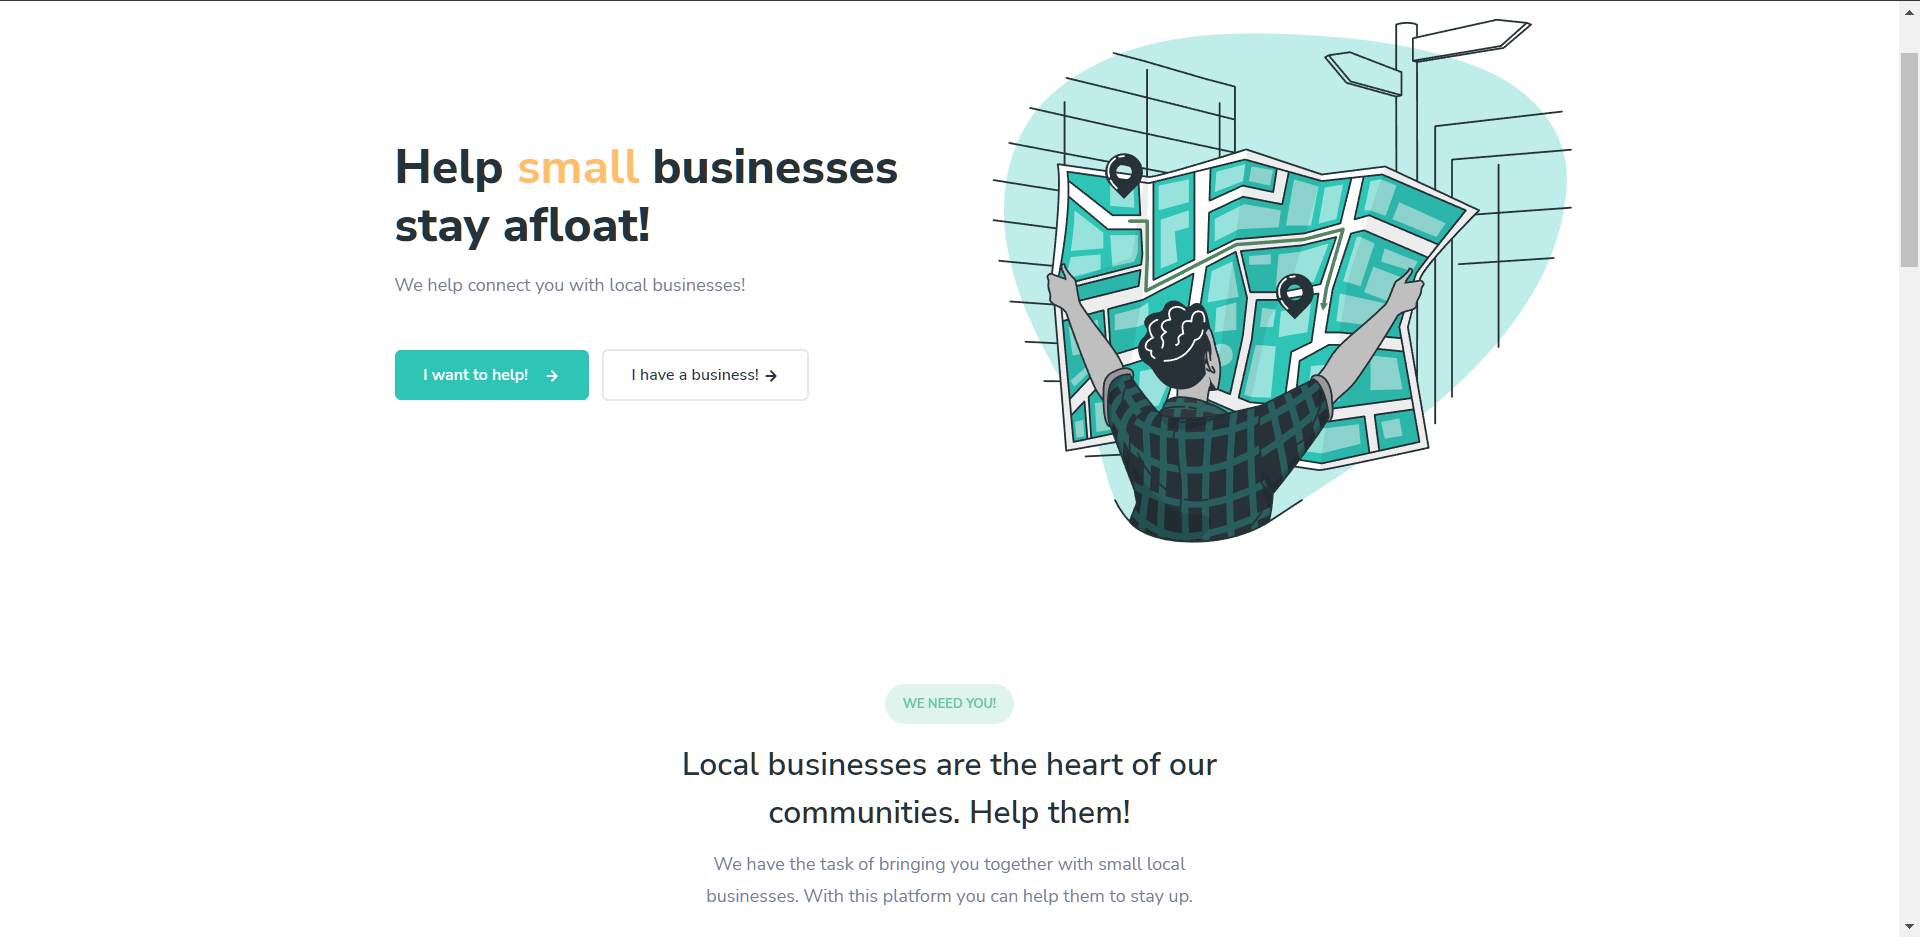 Help small businesses
stay afloat!
We help connect you with local businesses!
I want to help!
I have a business!
WE NEED YOU!
Local businesses are the heart of our
communities. Help them!
We have the task of bringing you together with small local
businesses. With this platform you can help them to stay up.